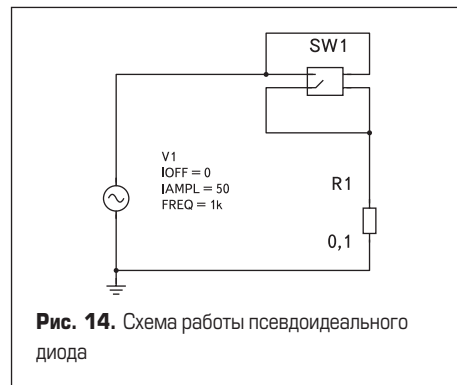 SW1
V1
IOFF = 0
IAMPL = 50
FREQ = 1k
R1
0,1
Рис. 14. Схема работы псевдоидеального
диода